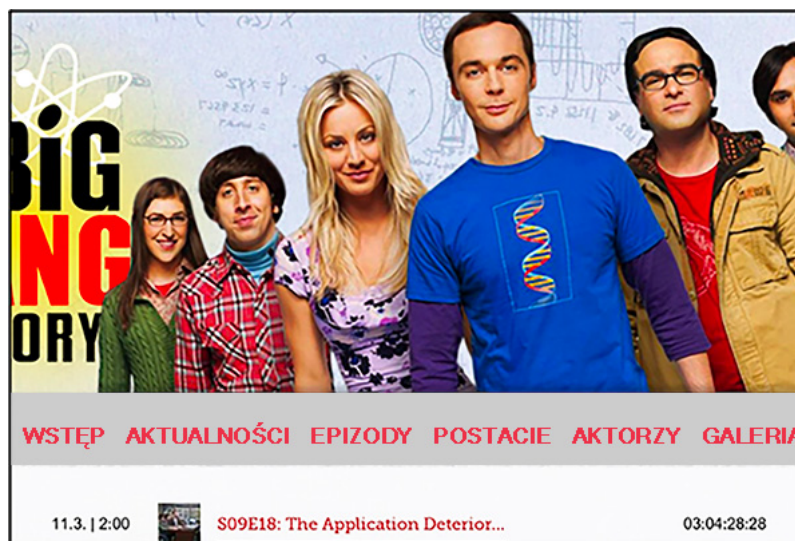 BiG
ANG
ORY
WSTĘP AKTUALNOŚCI EPIZODY POSTACIE AKTORZY GALERIA
11.3. | 2:00 S09E18: The Application Deterior... 03:04:28:28